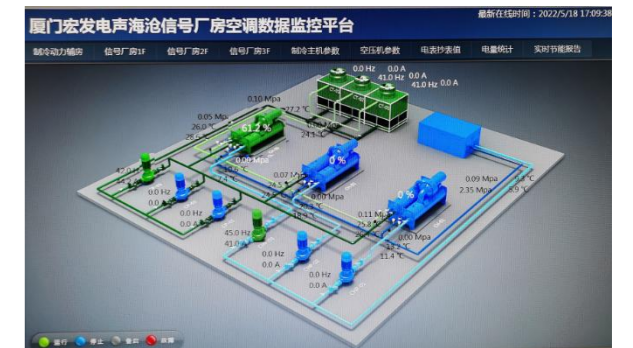 厦门宏发电声海沧信号厂房空调数据监控平台
最新在线时间：2022/5/18 17:09:38
制冷动力辅房 信号厂房1F 信号厂房2F 信号厂房3F 制冷主机参数 空压机参数 电表抄表值 电量统计 实时节能报告
0.0 Hz 0.0 A
41.0 Hz 0.0 A
41.0 Hz 0.0 A
0.10 Mpa
27.2 ℃
0.05 Mpa
26.0 ℃
24.1 ℃
61.2 %
0.00 Mpa
0 %
0.07 Mpa
0.00 Mpa
18.9 ℃
0 %
0.09 Mpa
2.35 Mpa
5.9 ℃
0.0 Hz
0.0 Hz
0.0 A
45.0 Hz
41.0 A
0.0 Hz
0.0 A
0.0 Hz
0.0 A
0.00 Mpa
11.4 ℃
运行 停止